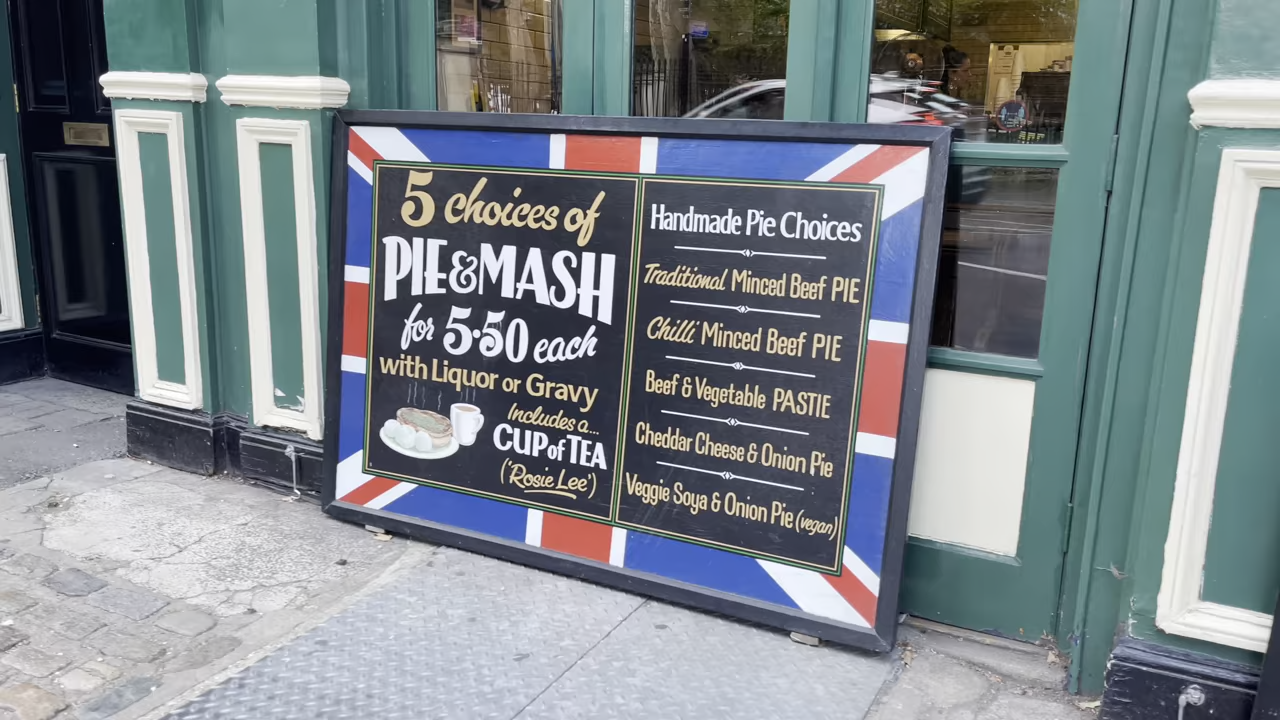 5 choices of
PIE & MASH
for 5·50 each
with Liquor or Gravy
Includes a...
CUP of TEA
('Rosie Lee')
Handmade Pie Choices
Traditional Minced Beef PIE
Chilli Minced Beef PIE
Beef & Vegetable PASTIE
Cheddar Cheese & Onion Pie
Veggie Soya & Onion Pie (vegan)